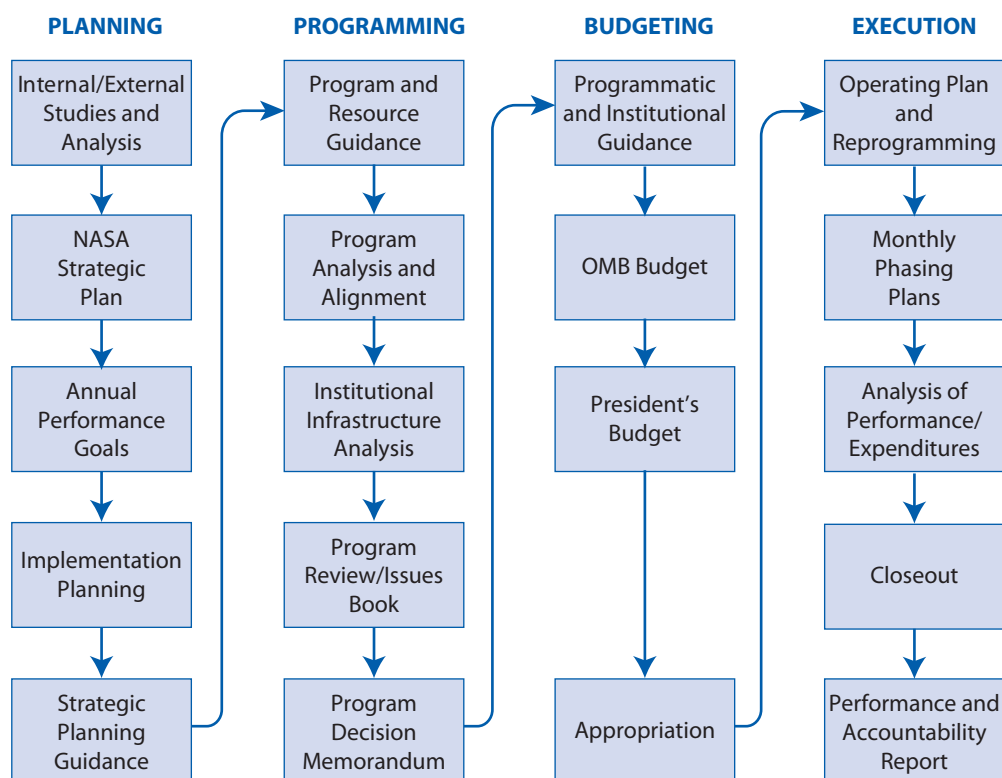 PLANNING
Internal/External
Studies and
Analysis
NASA
Strategic
Plan
Annual
Performance
Goals
Implementation
Planning
Strategic
Planning
Guidance
PROGRAMMING
Program and
Resource
Guidance
Program
Analysis and
Alignment
Institutional
Infrastructure
Analysis
Program
Review/Issues
Book
Program
Decision
Memorandum
BUDGETING
Programmatic
and Institutional
Guidance
OMB Budget
President’s
Budget
Appropriation
EXECUTION
Operating Plan
and
Reprogramming
Monthly
Phasing
Plans
Analysis of
Performance/
Expenditures
Closeout
Performance and
Accountability
Report